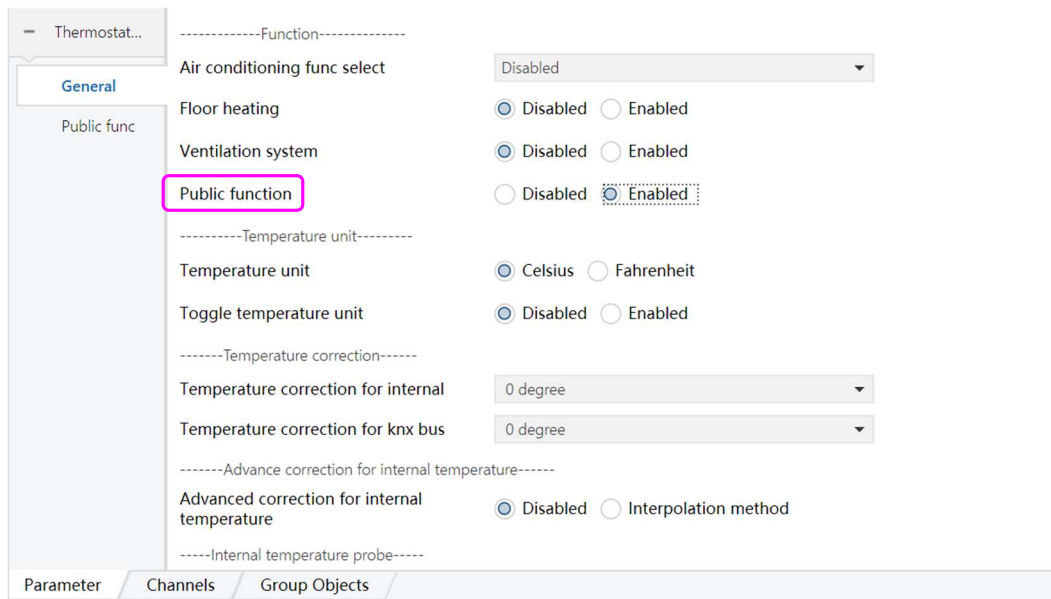 Thermostat...
General
Public func
-------------Function--------------
Air conditioning func select Disabled
Floor heating Disabled Enabled
Ventilation system Disabled Enabled
Public function Disabled Enabled
----------Temperature unit---------
Temperature unit Celsius Fahrenheit
Toggle temperature unit Disabled Enabled
-------Temperature correction------
Temperature correction for internal 0 degree
Temperature correction for knx bus 0 degree
-------Advance correction for internal temperature------
Advanced correction for internal
temperature Disabled Interpolation method
-----Internal temperature probe-----
Parameter Channels Group Objects